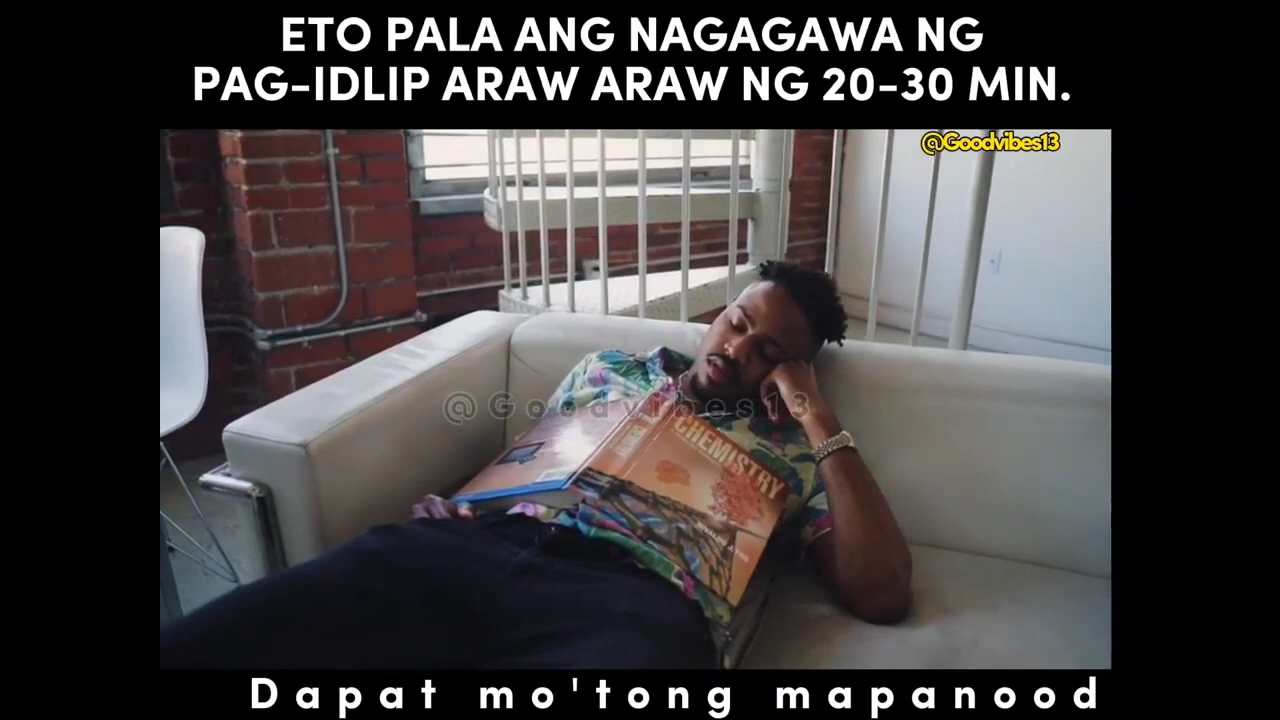 ETO PALA ANG NAGAGAWA NG
PAG-IDLIP ARAW ARAW NG 20-30 MIN.
@Goodvibes13
@Goodvibes13
CHEMISTRY
Dapat mo'tong mapanood